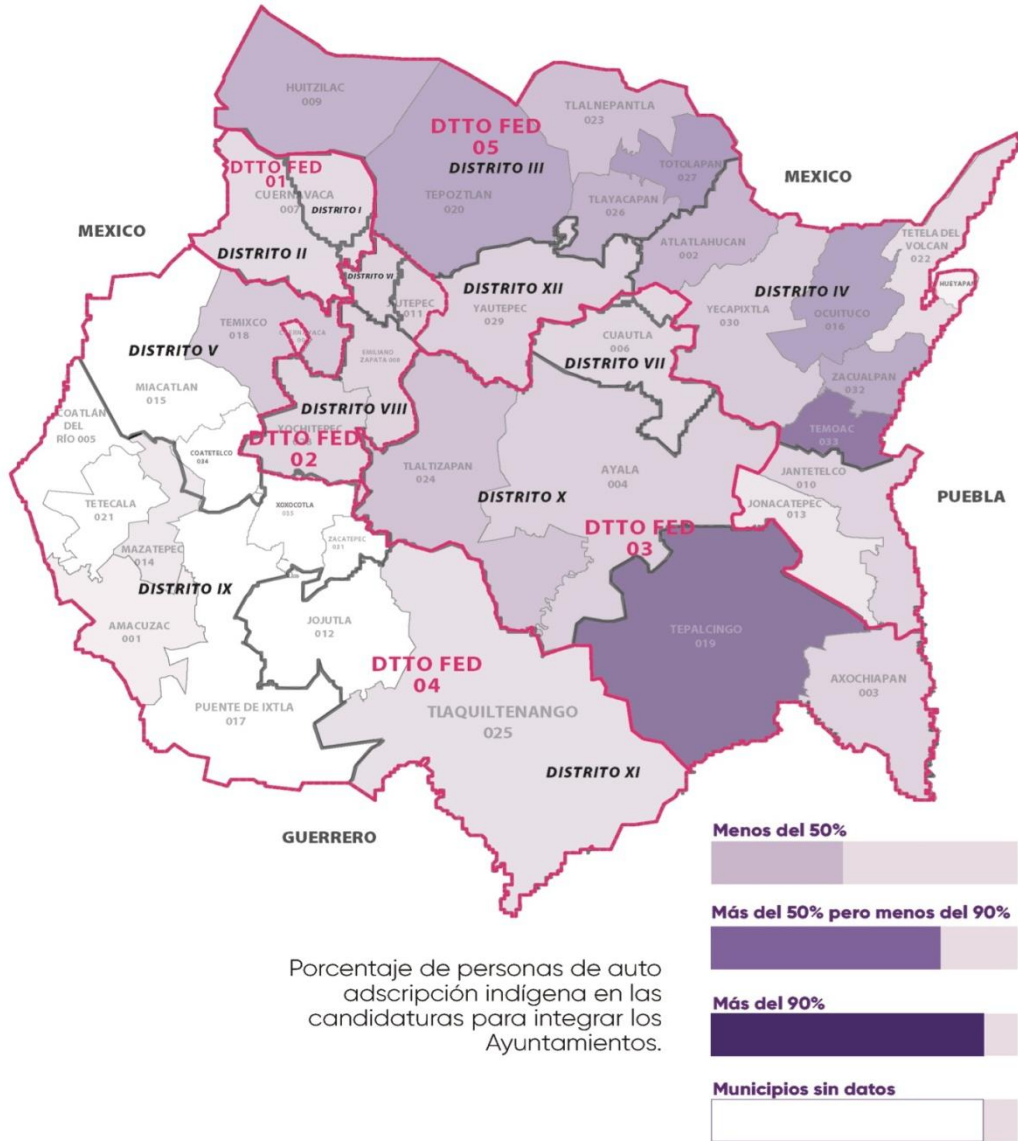 HUITZILAC
009
TLALNEPANTLA
023
DTTO FED
05
DISTRITO III
TOTOLAPAN
027
DTTO FED
01
CUERNAVACA
007
DISTRITO I
TEPOZTLAN
020
TLAYACAPAN
026
MEXICO
MEXICO
DISTRITO II
ATLATLAHUCAN
002
TETELA DEL
VOLCAN
022
DISTRITO VI
JIUTEPEC
011
DISTRITO XII
YAUTEPEC
029
YECAPIXTLA
030
DISTRITO IV
OCUITUCO
016
HUEYAPAN
TEMIXCO
018
CUAUTLA
006
DISTRITO VII
DISTRITO V
EMILIANO
ZAPATA 008
ZACUALPAN
032
MIACATLAN
015
COATLÁN
DEL
RÍO 005
DISTRITO VIII
XOCHITEPEC
TEMOAC
033
DTTO FED
02
COATETELCO
034
TLALTIZAPAN
024
AYALA
004
JANTETELCO
010
TETECALA
021
DISTRITO X
JONACATEPEC
013
PUEBLA
XOXOCOTLA
ZACATEPEC
031
DTTO FED
03
MAZATEPEC
014
DISTRITO IX
AMACUZAC
001
JOJUTLA
012
TEPALCINGO
019
DTTO FED
04
AXOCHIAPAN
003
PUENTE DE IXTLA
017
TLAQUILTENANGO
025
DISTRITO XI
GUERRERO
Menos del 50%
Más del 50% pero menos del 90%
Porcentaje de personas de auto
adscripción indígena en las
candidaturas para integrar los
Ayuntamientos.
Más del 90%
Municipios sin datos